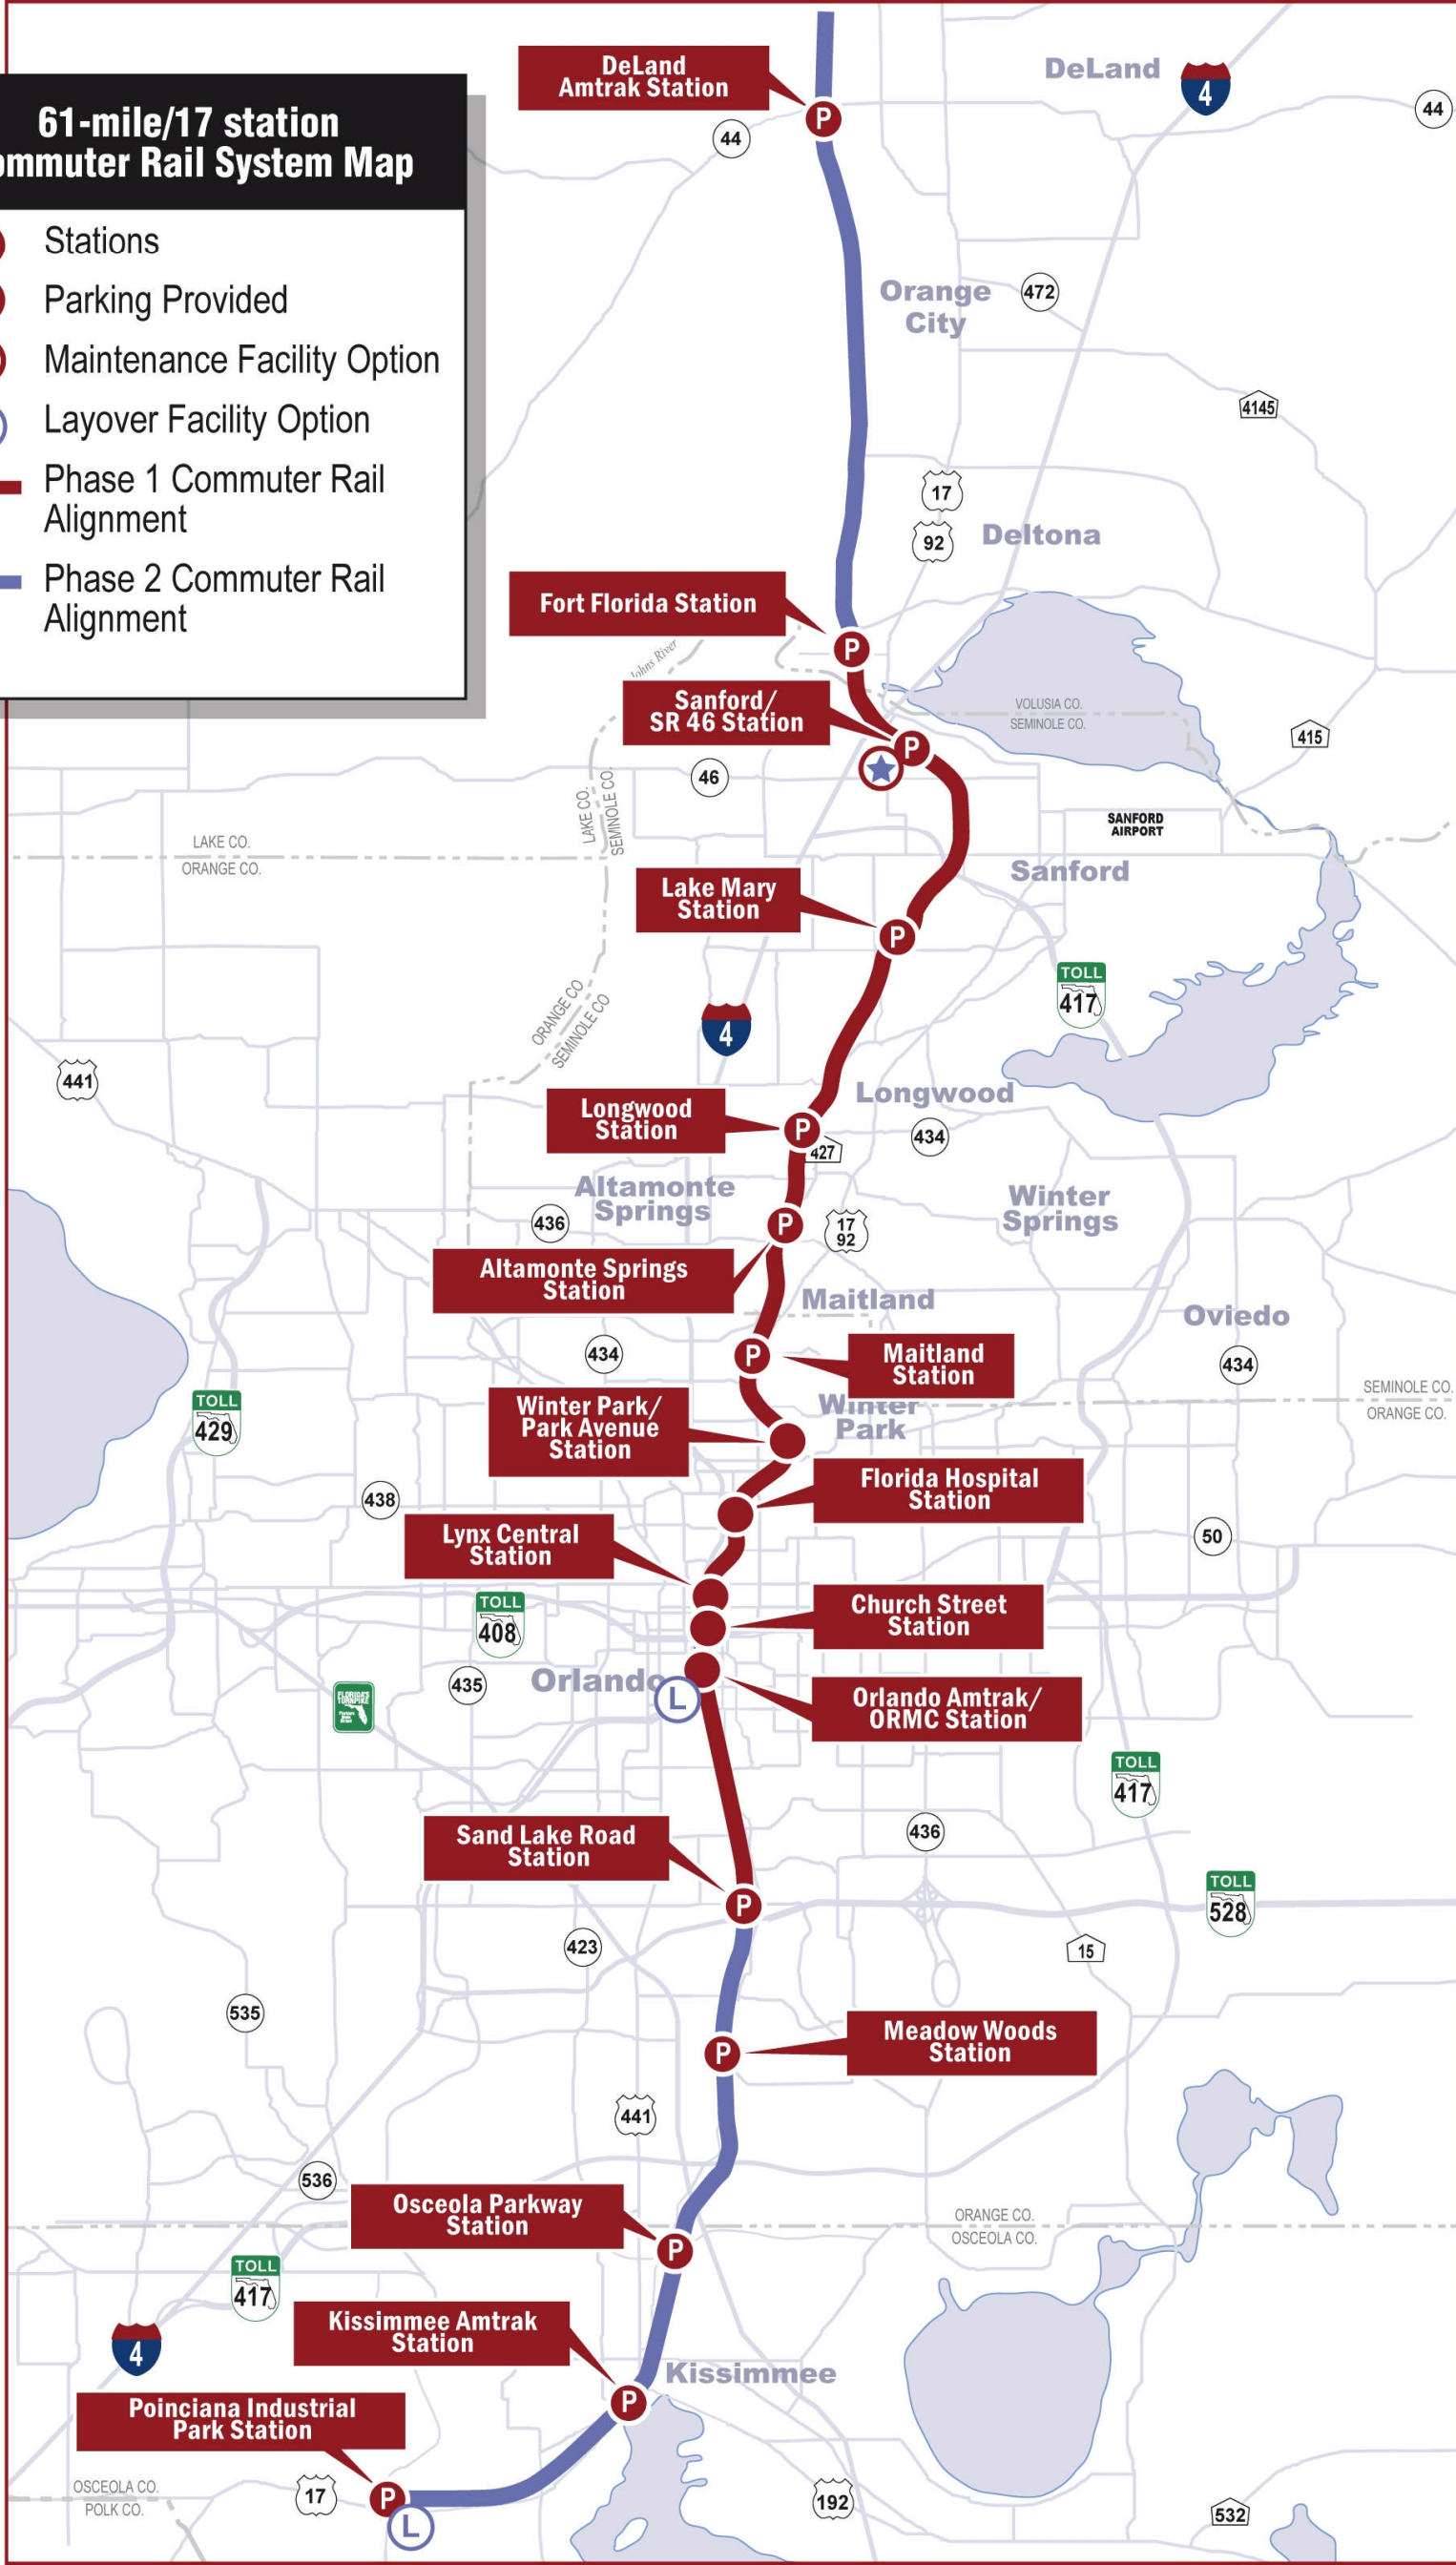 61-mile/17 station
ommuter Rail System Map
Stations
Parking Provided
Maintenance Facility Option
Layover Facility Option
Phase 1 Commuter Rail
Alignment
Phase 2 Commuter Rail
Alignment
DeLand
Amtrak Station
P
DeLand
4
44
44
Orange
City
472
4145
17
92
Deltona
Fort Florida Station
P
Johns River
Sanford/
SR 46 Station
P
VOLUSIA CO.
SEMINOLE CO.
415
46
LAKE CO.
SEMINOLE CO.
SANFORD
AIRPORT
LAKE CO.
ORANGE CO.
Sanford
Lake Mary
Station
P
TOLL
417
ORANGE CO
SEMINOLE CO
4
441
Longwood
Longwood
Station
P
427
434
Altamonte
Springs
Winter
Springs
436
P
17
92
Altamonte Springs
Station
Maitland
Oviedo
434
P
Maitland
Station
434
SEMINOLE CO.
ORANGE CO.
TOLL
429
Winter Park/
Park Avenue
Station
Winter
Park
Florida Hospital
Station
438
Lynx Central
Station
50
TOLL
408
Church Street
Station
435
Orlando
L
FLORIDA'S
TURNPIKE
Orlando Amtrak/
ORMC Station
TOLL
417
Sand Lake Road
Station
436
P
TOLL
528
423
15
535
P
Meadow Woods
Station
441
536
Osceola Parkway
Station
P
ORANGE CO.
OSCEOLA CO.
TOLL
417
4
Kissimmee Amtrak
Station
Kissimmee
P
Poinciana Industrial
Park Station
OSCEOLA CO.
POLK CO.
17
P
L
192
532